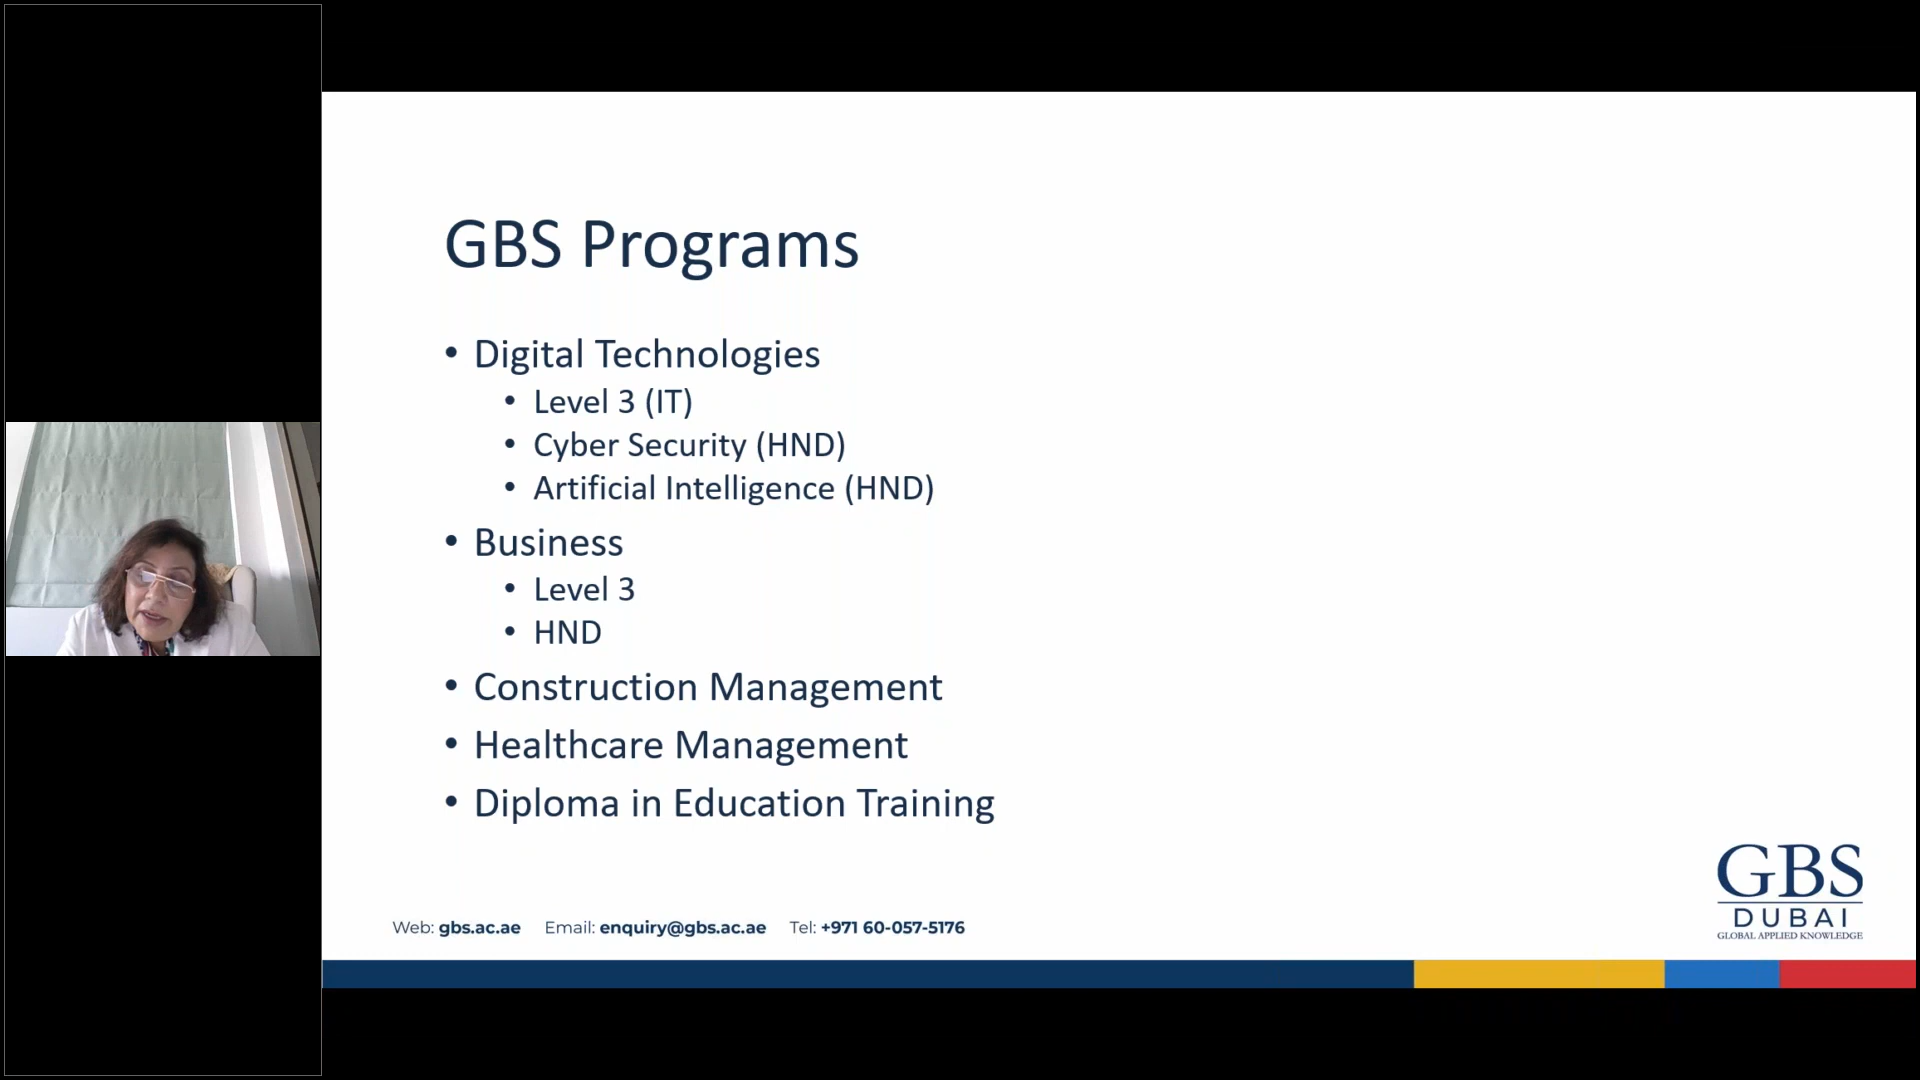 GBS Programs
• Digital Technologies
• Level 3 (IT)
• Cyber Security (HND)
• Artificial Intelligence (HND)
• Business
• Level 3
• HND
• Construction Management
• Healthcare Management
• Diploma in Education Training
Web: gbs.ac.ae Email: enquiry@gbs.ac.ae Tel: +971 60-057-5176
GBS
DUBAI
GLOBAL APPLIED KNOWLEDGE